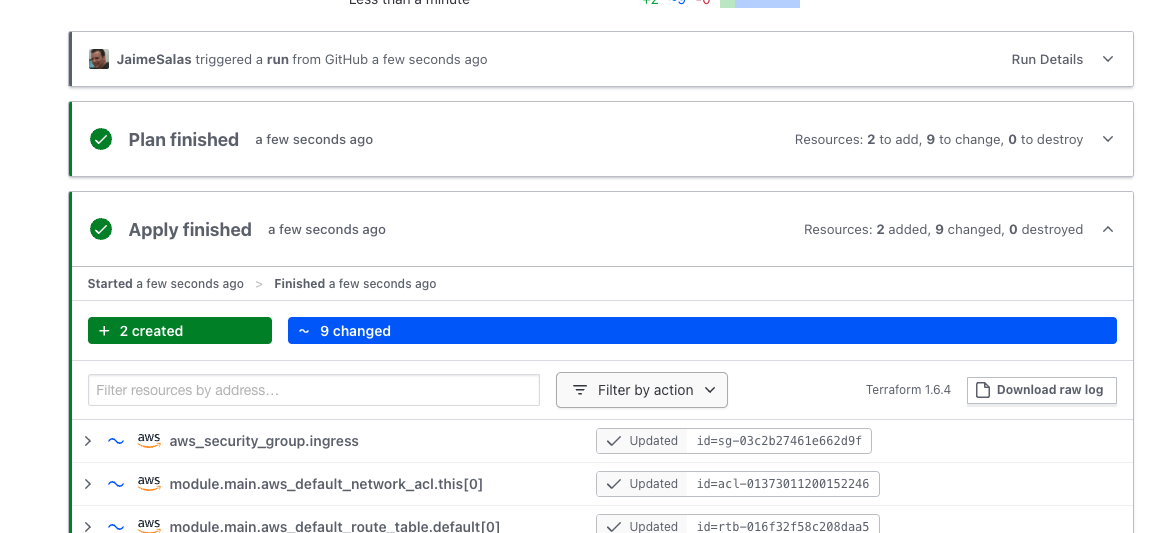 Less than a minute +2 ~9 -0
JaimeSalas triggered a run from GitHub a few seconds ago Run Details
Plan finished a few seconds ago Resources: 2 to add, 9 to change, 0 to destroy
Apply finished a few seconds ago Resources: 2 added, 9 changed, 0 destroyed
Started a few seconds ago > Finished a few seconds ago
+ 2 created ~ 9 changed
Filter resources by address... Filter by action Terraform 1.6.4 Download raw log
aws aws_security_group.ingress Updated id=sg-03c2b27461e662d9f
aws module.main.aws_default_network_acl.this[0] Updated id=acl-01373011200152246
aws module.main.aws_default_route_table.default[0] Updated id=rtb-016f32f58c208daa5